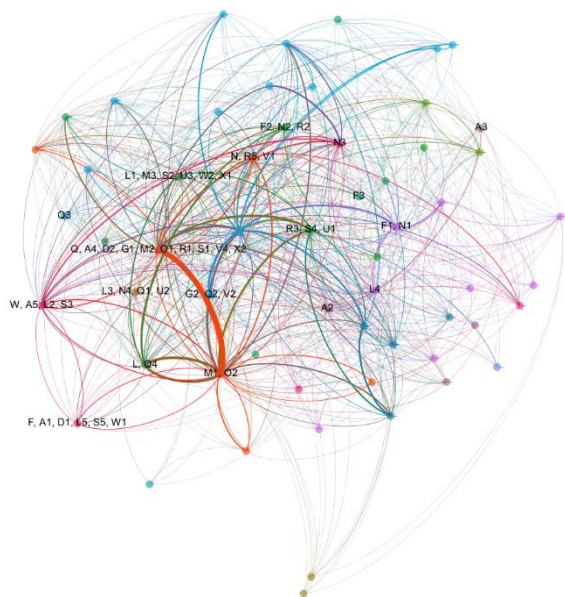 A3
F2, N2, R2
N3
N, R5, V1
L1, M3, S2, U3, W2, X1
F3
Q3
F1, N1
R3, S4, U1
Q, A4, D2, G1, M2, O1, R1, S1, V4, X2
L3, N4, Q1, U2
G2, Q2, V2
L4
W, A5, L2, S3
A2
L, Q4
M1, O2
F, A1, D1, L5, S5, W1